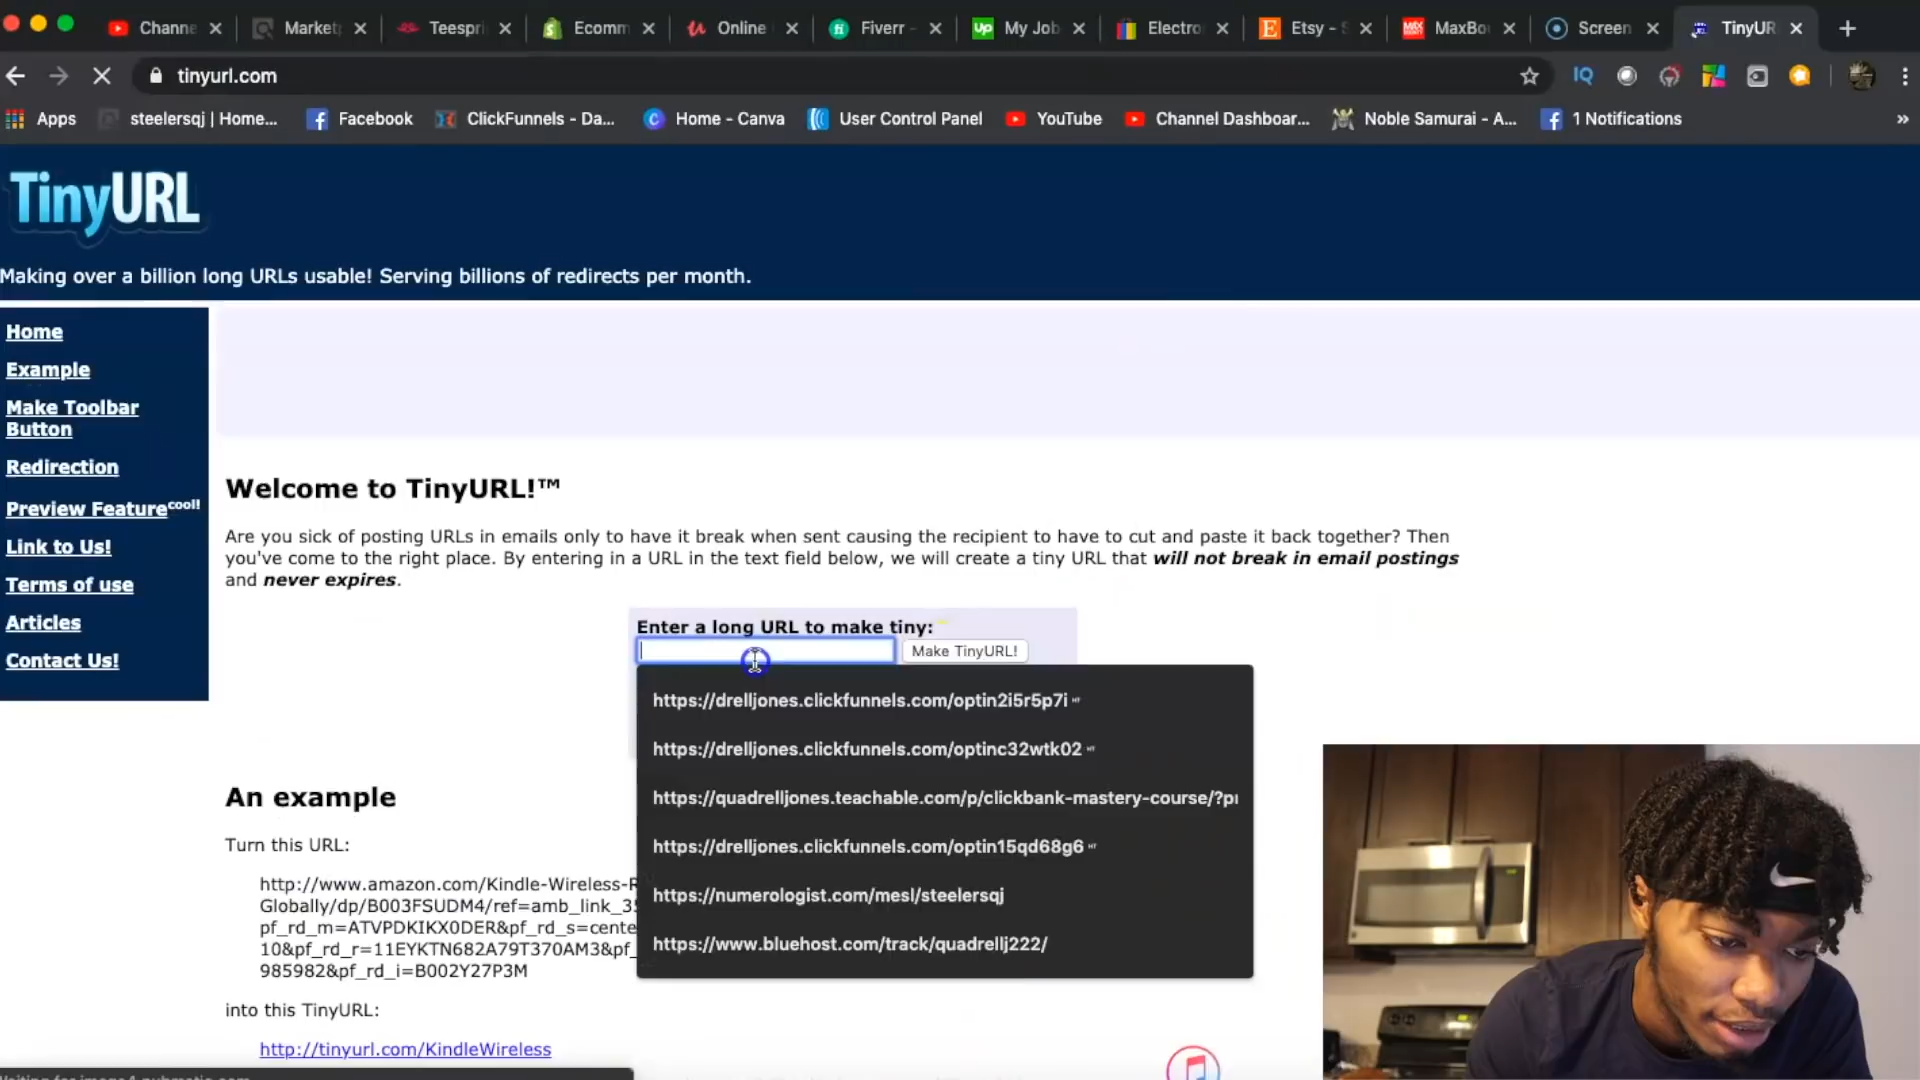 Channe
Market
Teespri
Ecomm
Online
Fiverr -
My Job
Electro
Etsy - S
MaxBo
Screen
TinyUR
tinyurl.com
Apps
steelersqj | Home...
Facebook
ClickFunnels - Da...
Home - Canva
User Control Panel
YouTube
Channel Dashboar...
Noble Samurai - A...
1 Notifications
»
TinyURL
Making over a billion long URLs usable! Serving billions of redirects per month.
Home
Example
Make Toolbar
Button
Redirection
Preview Feature cool!
Link to Us!
Terms of use
Articles
Contact Us!
Welcome to TinyURL!™
Are you sick of posting URLs in emails only to have it break when sent causing the recipient to have to cut and paste it back together? Then
you've come to the right place. By entering in a URL in the text field below, we will create a tiny URL that will not break in email postings
and never expires.
Enter a long URL to make tiny:
Make TinyURL!
https://drelljones.clickfunnels.com/optin2i5r5p7i
https://drelljones.clickfunnels.com/optinc32wtk02
https://quadrelljones.teachable.com/p/clickbank-mastery-course/?pr
https://drelljones.clickfunnels.com/optin15qd68g6
https://numerologist.com/mesl/steelersqj
https://www.bluehost.com/track/quadrellj222/
An example
Turn this URL:
http://www.amazon.com/Kindle-Wireless-R
Globally/dp/B003FSUDM4/ref=amb_link_35
pf_rd_m=ATVPDKIKX0DER&pf_rd_s=cente
10&pf_rd_r=11EYKTN682A79T370AM3&pf_
985982&pf_rd_i=B002Y27P3M
into this TinyURL:
http://tinyurl.com/KindleWireless